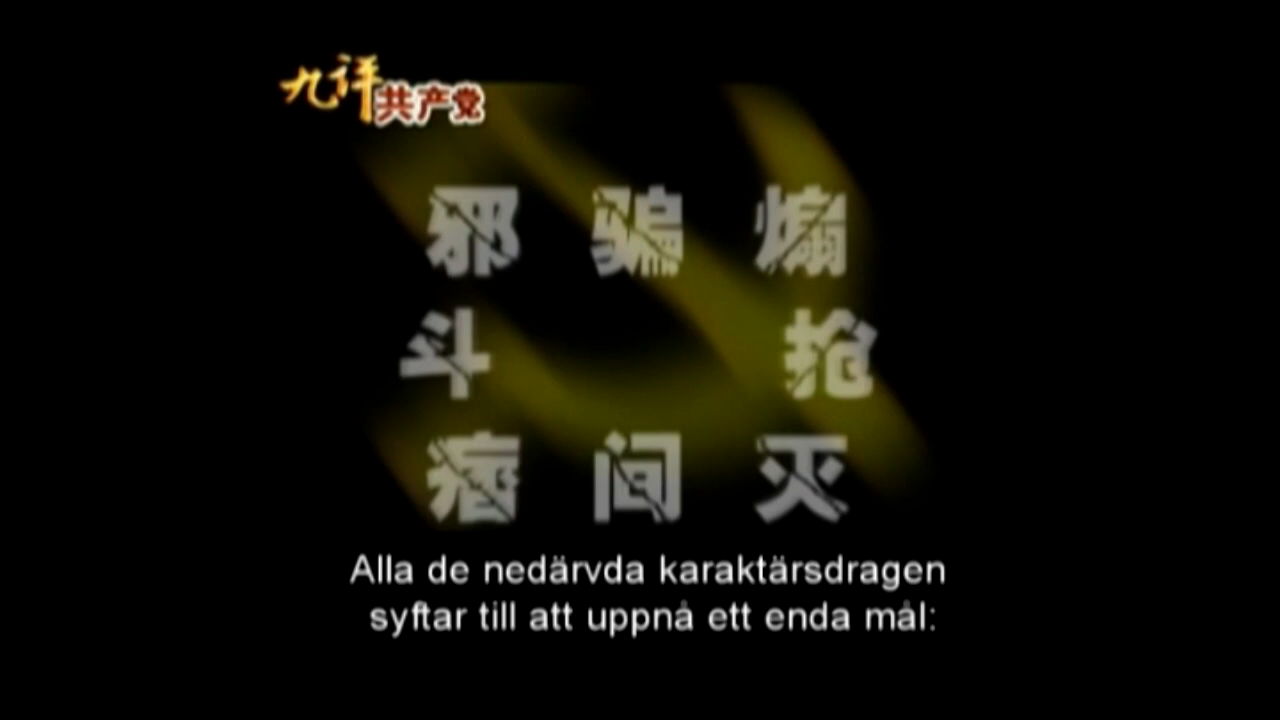 九评共产党
邪 骗 煽
斗 抢
痞 间 灭
Alla de nedärvda karaktärsdragen
syftar till att uppnå ett enda mål: